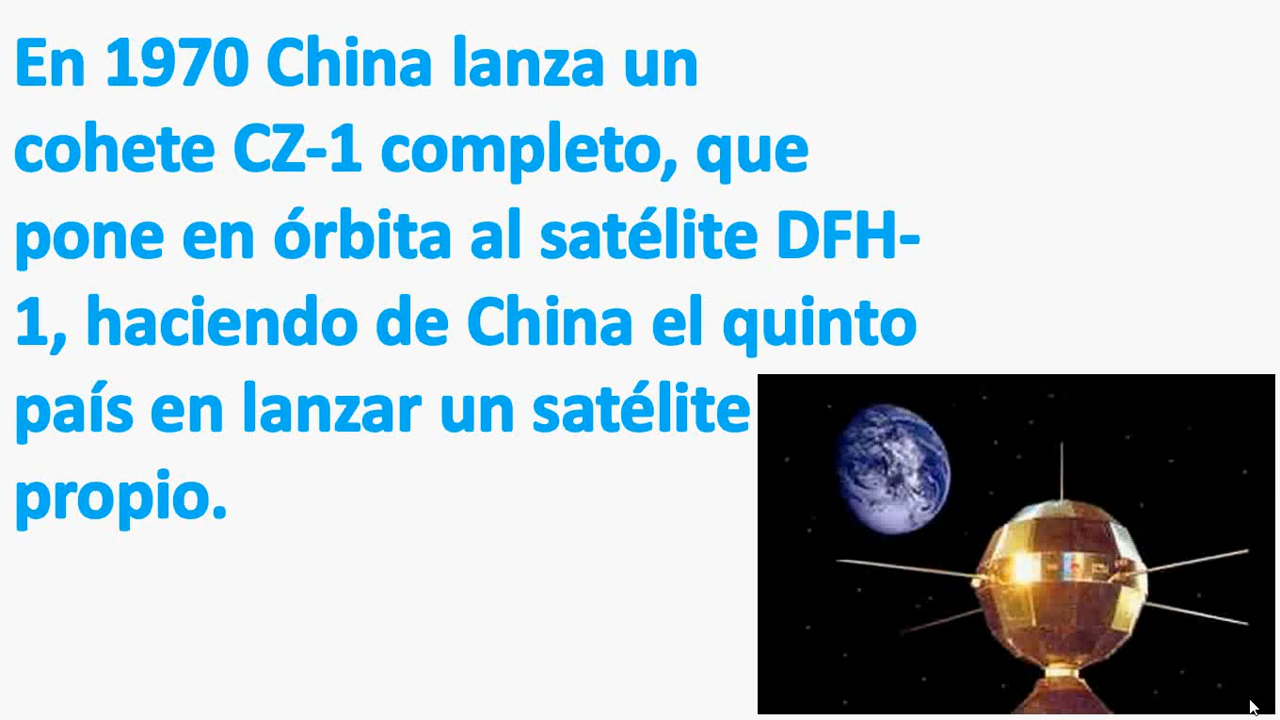 En 1970 China lanza un
cohete CZ-1 completo, que
pone en órbita al satélite DFH-
1, haciendo de China el quinto
país en lanzar un satélite
propio.